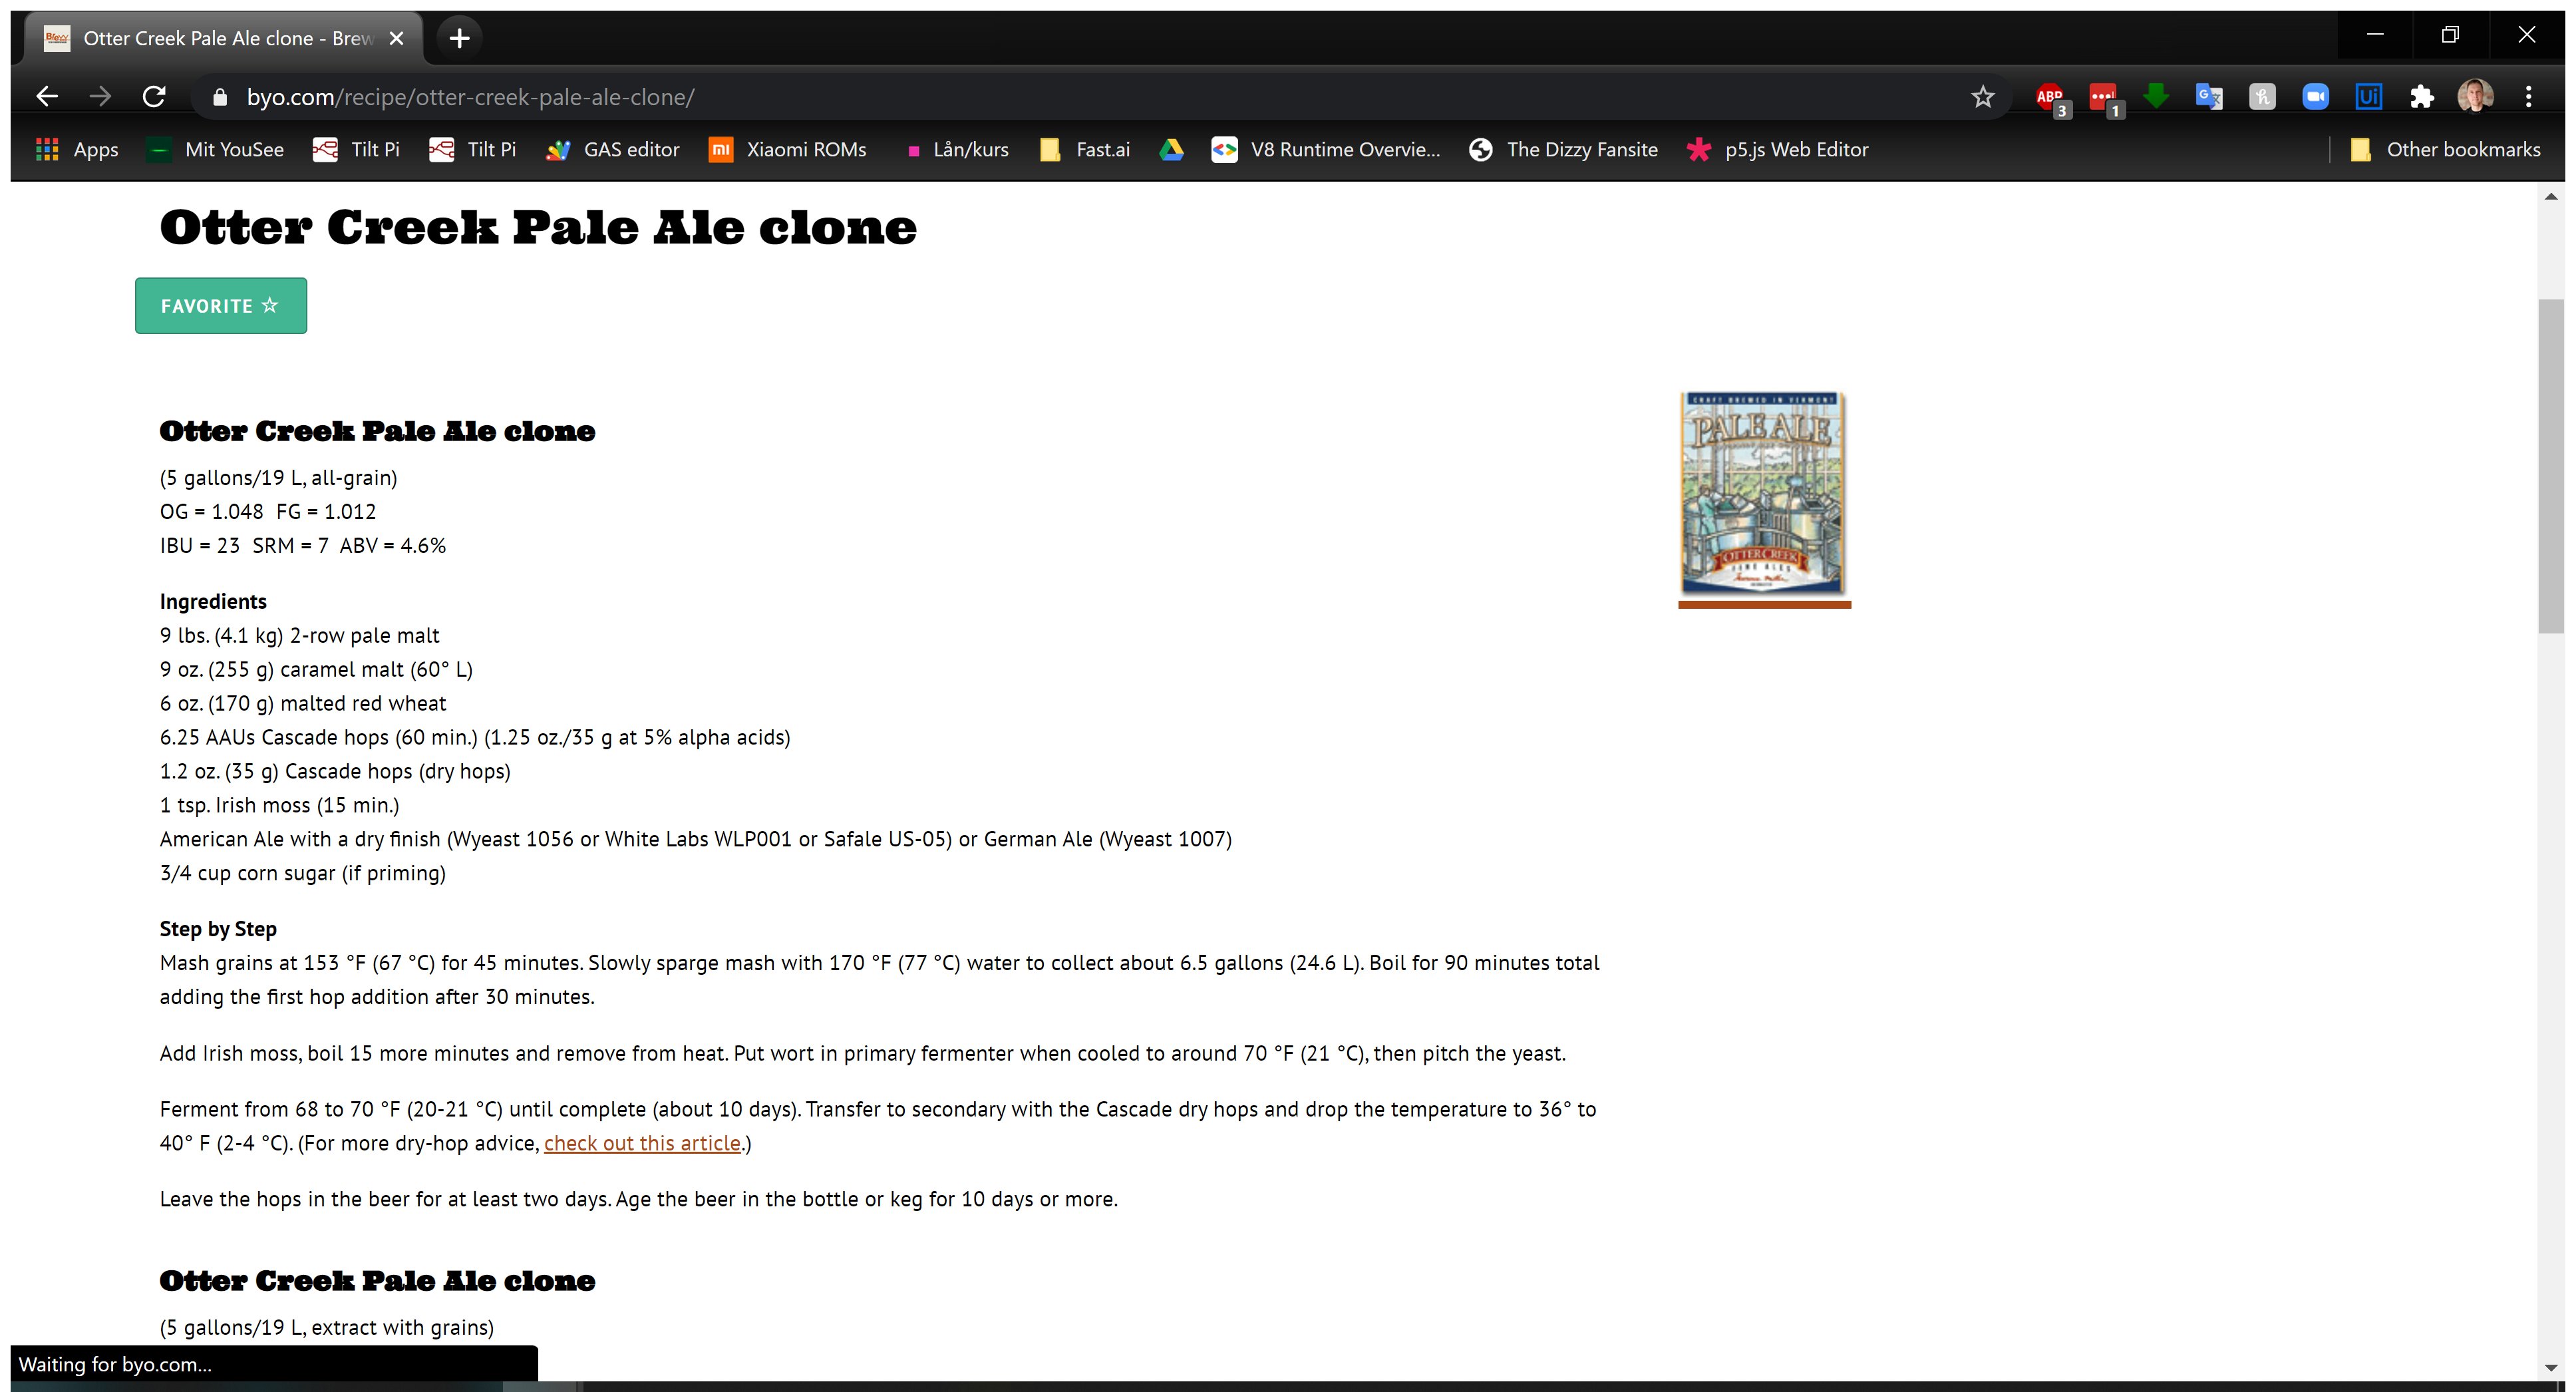 Otter Creek Pale Ale clone - Brew
byo.com/recipe/otter-creek-pale-ale-clone/
ABP 3 1 Ui
Apps Mit YouSee Tilt Pi Tilt Pi GAS editor Xiaomi ROMs Lån/kurs Fast.ai V8 Runtime Overvie... The Dizzy Fansite p5.js Web Editor Other bookmarks
Otter Creek Pale Ale clone
FAVORITE ☆
CRAFT BREWED IN VERMONT
PALE ALE
OTTER CREEK
FINE ALES
Otter Creek Pale Ale clone
(5 gallons/19 L, all-grain)
OG = 1.048 FG = 1.012
IBU = 23 SRM = 7 ABV = 4.6%
Ingredients
9 lbs. (4.1 kg) 2-row pale malt
9 oz. (255 g) caramel malt (60° L)
6 oz. (170 g) malted red wheat
6.25 AAUs Cascade hops (60 min.) (1.25 oz./35 g at 5% alpha acids)
1.2 oz. (35 g) Cascade hops (dry hops)
1 tsp. Irish moss (15 min.)
American Ale with a dry finish (Wyeast 1056 or White Labs WLP001 or Safale US-05) or German Ale (Wyeast 1007)
3/4 cup corn sugar (if priming)
Step by Step
Mash grains at 153 °F (67 °C) for 45 minutes. Slowly sparge mash with 170 °F (77 °C) water to collect about 6.5 gallons (24.6 L). Boil for 90 minutes total
adding the first hop addition after 30 minutes.
Add Irish moss, boil 15 more minutes and remove from heat. Put wort in primary fermenter when cooled to around 70 °F (21 °C), then pitch the yeast.
Ferment from 68 to 70 °F (20-21 °C) until complete (about 10 days). Transfer to secondary with the Cascade dry hops and drop the temperature to 36° to
40° F (2-4 °C). (For more dry-hop advice, check out this article.)
Leave the hops in the beer for at least two days. Age the beer in the bottle or keg for 10 days or more.
Otter Creek Pale Ale clone
(5 gallons/19 L, extract with grains)
Waiting for byo.com...